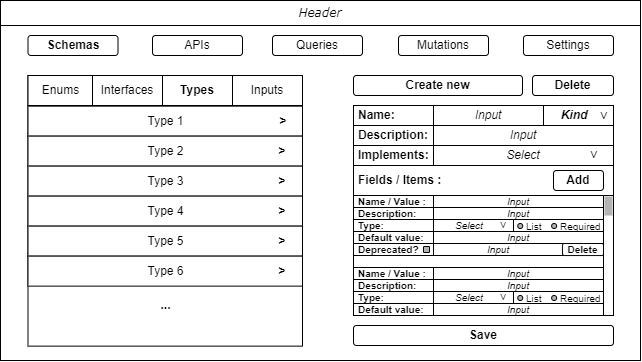 Header
Schemas APIs Queries Mutations Settings
Enums Interfaces Types Inputs
Type 1 >
Type 2 >
Type 3 >
Type 4 >
Type 5 >
Type 6 >
...
Create new Delete
Name: Input Kind V
Description: Input
Implements: Select V
Fields / Items : Add
Name / Value : Input
Description: Input
Type: Select V List Required
Default value: Input
Deprecated? Input Delete
Name / Value : Input
Description: Input
Type: Select V List Required
Default value: Input
Save